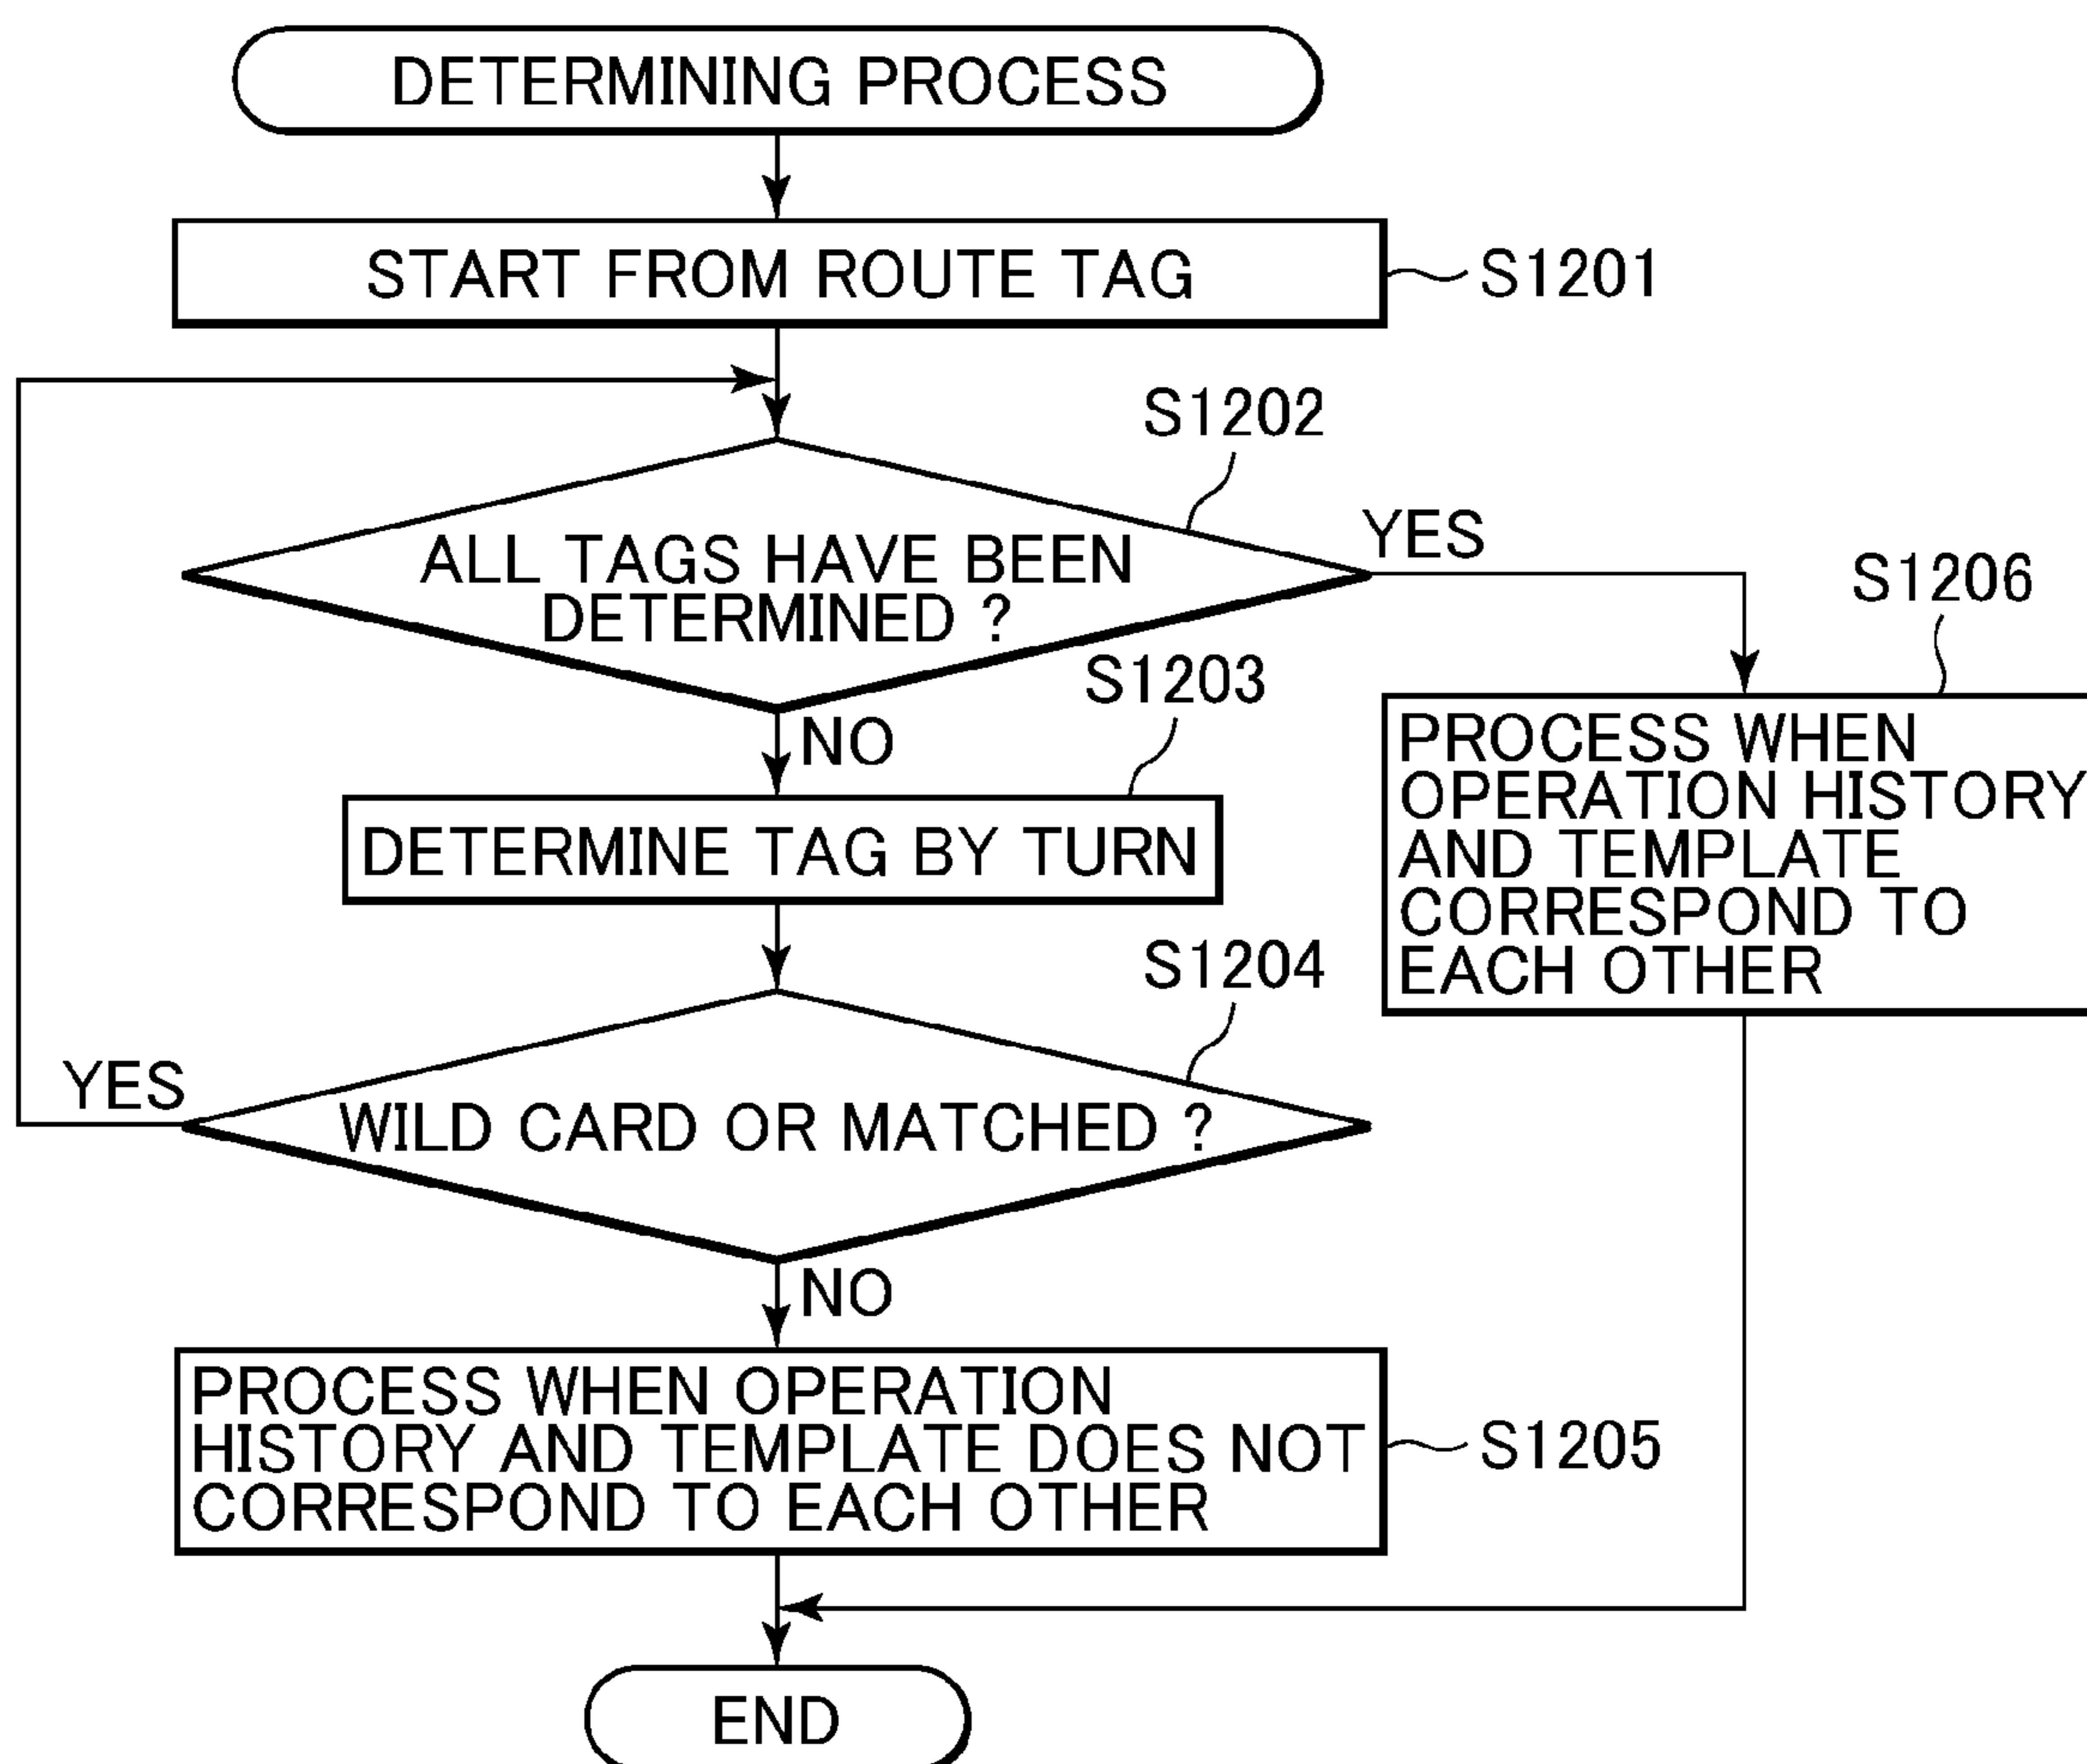 DETERMINING PROCESS
START FROM ROUTE TAG
S1201
S1202
ALL TAGS HAVE BEEN
DETERMINED ?
YES
NO
S1203
DETERMINE TAG BY TURN
S1206
PROCESS WHEN
OPERATION HISTORY
AND TEMPLATE
CORRESPOND TO
EACH OTHER
S1204
WILD CARD OR MATCHED ?
YES
NO
PROCESS WHEN OPERATION
HISTORY AND TEMPLATE DOES NOT
CORRESPOND TO EACH OTHER
S1205
END